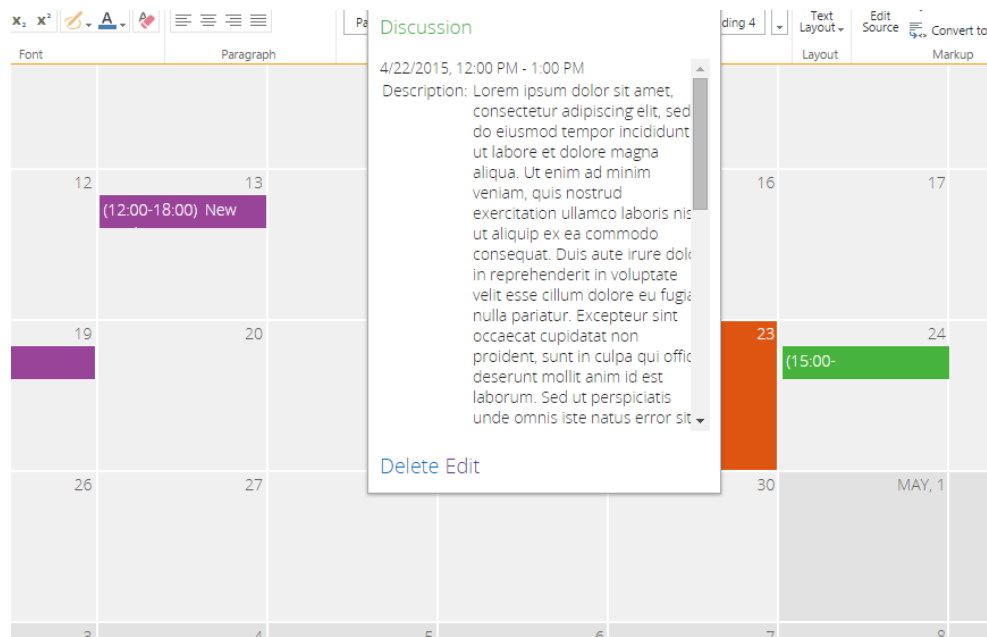 x₂ x² A
Pa
ding 4
Text
Layout
Edit
Source
Convert to
Font
Paragraph
Layout
Markup
Discussion
4/22/2015, 12:00 PM - 1:00 PM
Description: Lorem ipsum dolor sit amet,
consectetur adipiscing elit, sed
do eiusmod tempor incididunt
ut labore et dolore magna
aliqua. Ut enim ad minim
veniam, quis nostrud
exercitation ullamco laboris nis
ut aliquip ex ea commodo
consequat. Duis aute irure dolo
in reprehenderit in voluptate
velit esse cillum dolore eu fugia
nulla pariatur. Excepteur sint
occaecat cupidatat non
proident, sunt in culpa qui offic
deserunt mollit anim id est
laborum. Sed ut perspiciatis
unde omnis iste natus error sit
Delete Edit
12
13
16
17
(12:00-18:00) New
19
20
23
24
(15:00-
26
27
30
MAY, 1
3
4
5
6
7
8